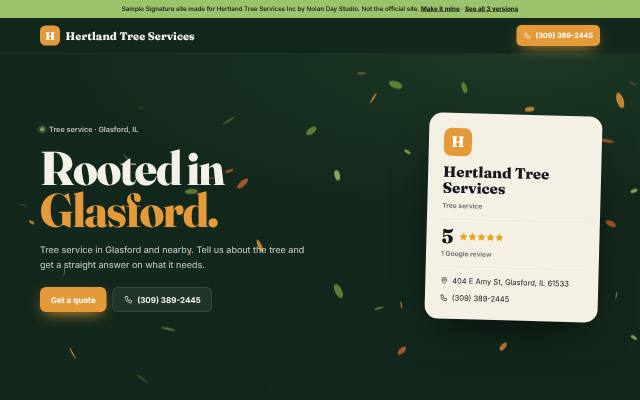 Sample Signature site made for Hertland Tree Services Inc by Nolan Day Studio. Not the official site. Make it mine · See all 3 versions
H Hertland Tree Services
(309) 389-2445
Tree service · Glasford, IL
Rooted in
Glasford.
Tree service in Glasford and nearby. Tell us about the tree and
get a straight answer on what it needs.
Get a quote
(309) 389-2445
H
Hertland Tree
Services
Tree service
5
1 Google review
404 E Amy St, Glasford, IL 61533
(309) 389-2445